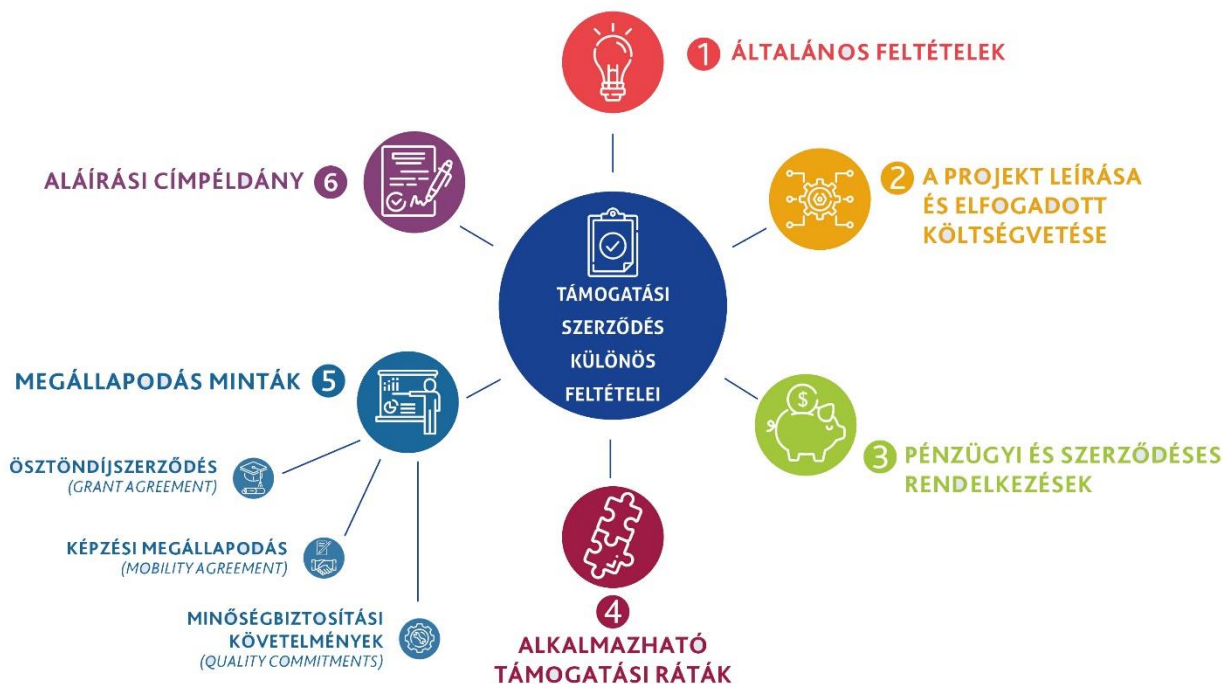 TÁMOGATÁSI
SZERZŐDÉS
KÜLÖNÖS
FELTÉTELEI
1 ÁLTALÁNOS FELTÉTELEK
2 A PROJEKT LEÍRÁSA
ÉS ELFOGADOTT
KÖLTSÉGVETÉSE
$
3 PÉNZÜGYI ÉS SZERZŐDÉSES
RENDELKEZÉSEK
4
ALKALMAZHATÓ
TÁMOGATÁSI RÁTÁK
MEGÁLLAPODÁS MINTÁK 5
ÖSZTÖNDÍJSZERZŐDÉS
(GRANT AGREEMENT)
KÉPZÉSI MEGÁLLAPODÁS
(MOBILITY AGREEMENT)
MINŐSÉGBIZTOSÍTÁSI
KÖVETELMÉNYEK
(QUALITY COMMITMENTS)
ALÁÍRÁSI CÍMPÉLDÁNY 6